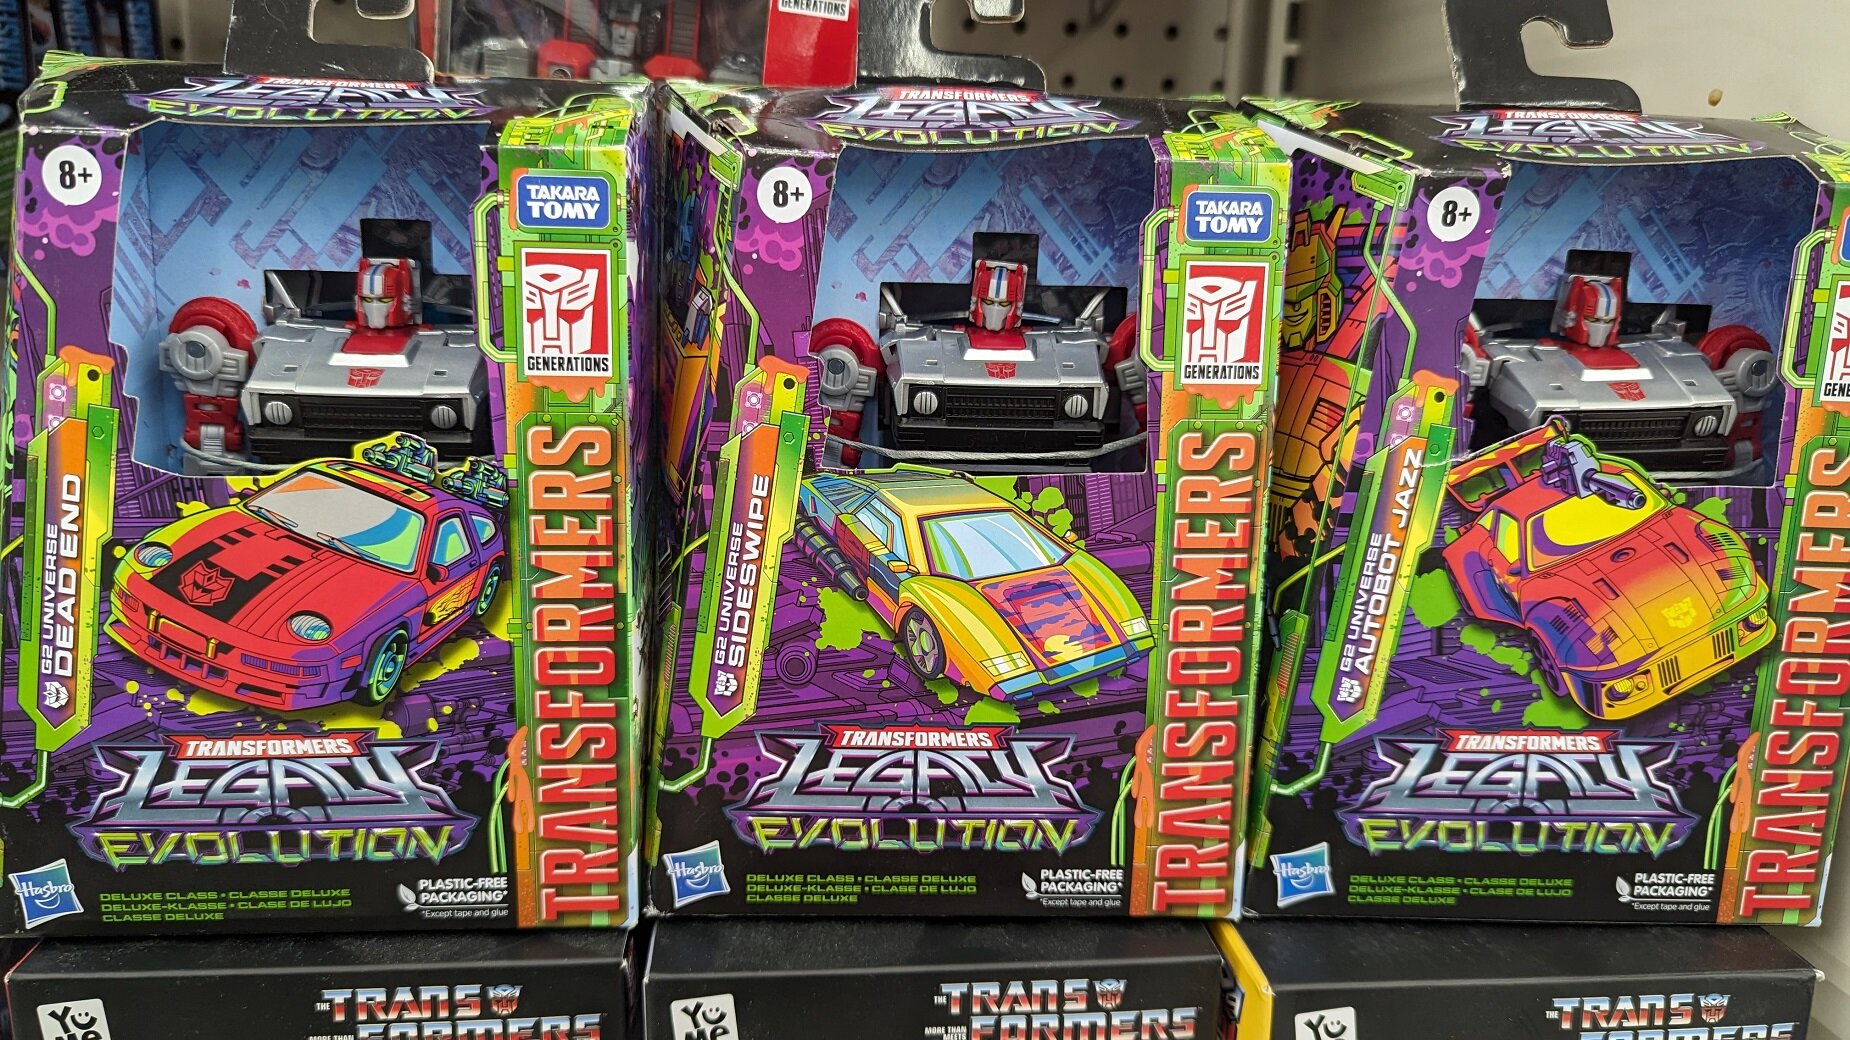 GENERATIONS
TRANSFORMERS
LEGACY
EVOLUTION
8+
TAKARA
TOMY
GENERATIONS
TRANSFORMERS
G2 UNIVERSE
DEAD END
TRANSFORMERS
LEGACY
EVOLUTION
Hasbro
DELUXE CLASS • CLASSE DELUXE
DELUXE-KLASSE • CLASE DE LUJO
CLASSE DELUXE
PLASTIC-FREE
PACKAGING*
*Except tape and glue
TRANSFORMERS
LEGACY
EVOLUTION
8+
TAKARA
TOMY
GENERATIONS
TRANSFORMERS
G2 UNIVERSE
SIDESWIPE
TRANSFORMERS
LEGACY
EVOLUTION
Hasbro
DELUXE CLASS • CLASSE DELUXE
DELUXE-KLASSE • CLASE DE LUJO
CLASSE DELUXE
PLASTIC-FREE
PACKAGING*
*Except tape and glue
TRANSFORMERS
LEGACY
EVOLUTION
8+
TRANSFORMERS
G2 UNIVERSE
AUTOBOT JAZZ
TRANSFORMERS
LEGACY
EVOLUTION
Hasbro
DELUXE CLASS • CLASSE DELUXE
DELUXE-KLASSE • CLASE DE LUJO
CLASSE DELUXE
PLASTIC-FREE
PACKAGING*
*Except tape and glue
THE
TRANS
FORMERS
MORE THAN
THE
TRANS
FORMERS
MORE THAN
MEETS
THE
TRANS
FORMERS